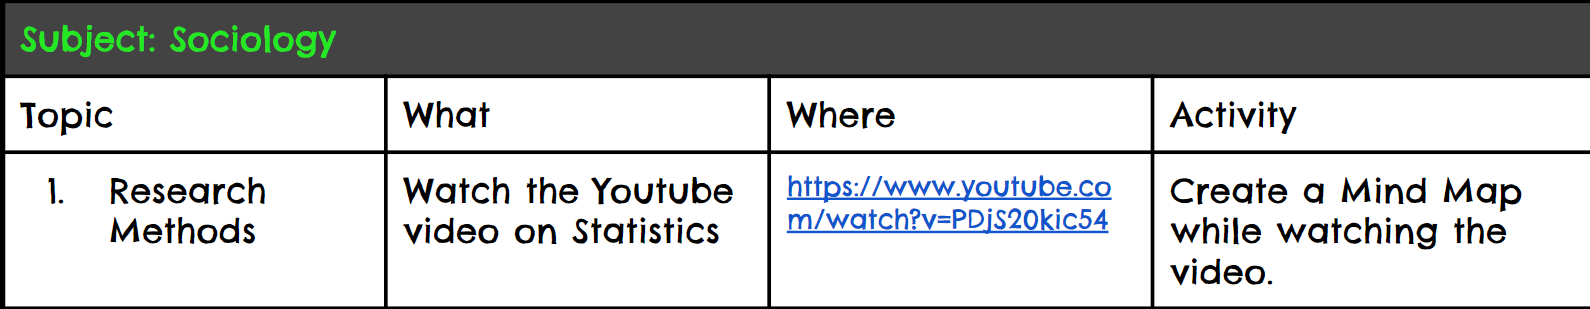 Subject: Sociology
Topic
What
Where
Activity
1. Research
Methods
Watch the Youtube
video on Statistics
https://www.youtube.co
m/watch?v=PDjS20kic54
Create a Mind Map
while watching the
video.